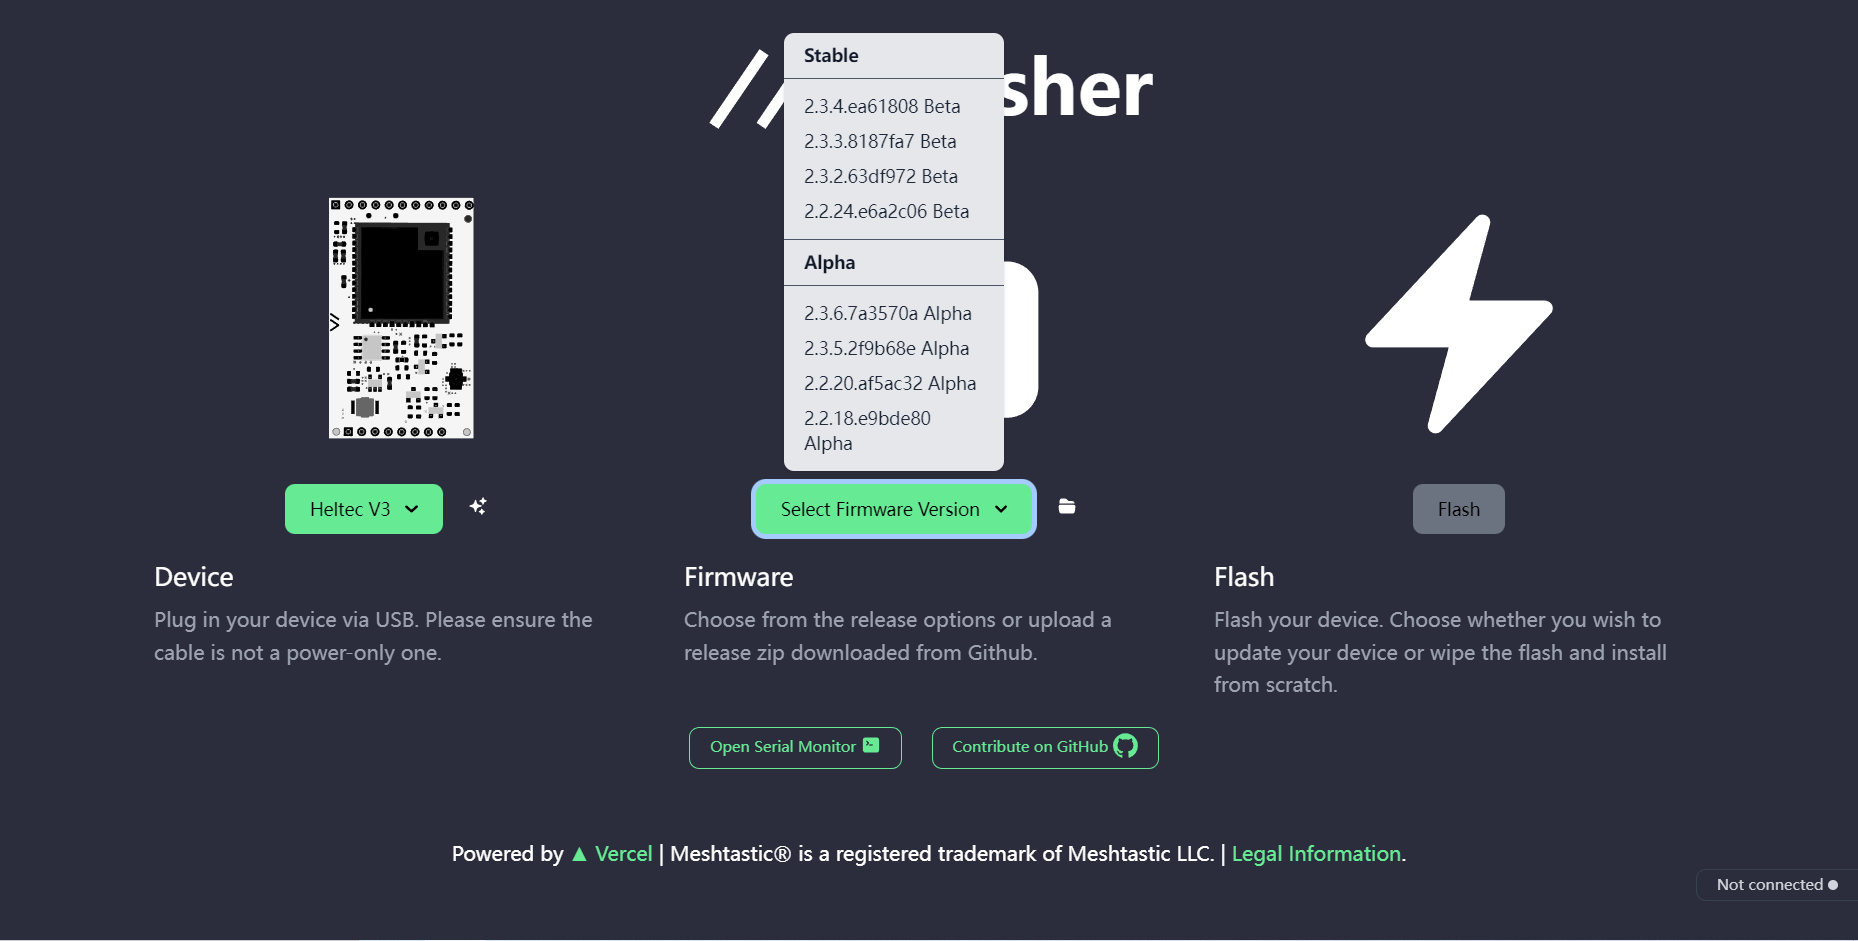 Stable
//
sher
2.3.4.ea61808 Beta
2.3.3.8187fa7 Beta
2.3.2.63df972 Beta
2.2.24.e6a2c06 Beta
Alpha
2.3.6.7a3570a Alpha
2.3.5.2f9b68e Alpha
2.2.20.af5ac32 Alpha
2.2.18.e9bde80
Alpha
Heltec V3
Select Firmware Version
Flash
Device
Plug in your device via USB. Please ensure the
cable is not a power-only one.
Firmware
Choose from the release options or upload a
release zip downloaded from Github.
Flash
Flash your device. Choose whether you wish to
update your device or wipe the flash and install
from scratch.
Open Serial Monitor
Contribute on GitHub
Powered by ▲ Vercel | Meshtastic® is a registered trademark of Meshtastic LLC. | Legal Information.
Not connected